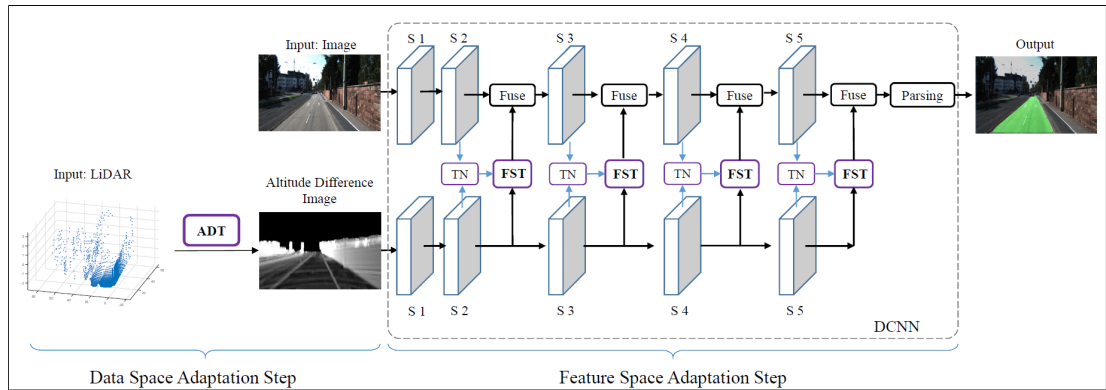 Input: Image
S 1
S 2
S 3
S 4
S 5
Output
Fuse
Fuse
Fuse
Fuse
Parsing
Input: LiDAR
TN
FST
TN
FST
TN
FST
TN
FST
Altitude Difference
Image
ADT
S 1
S 2
S 3
S 4
S 5
DCNN
Data Space Adaptation Step
Feature Space Adaptation Step